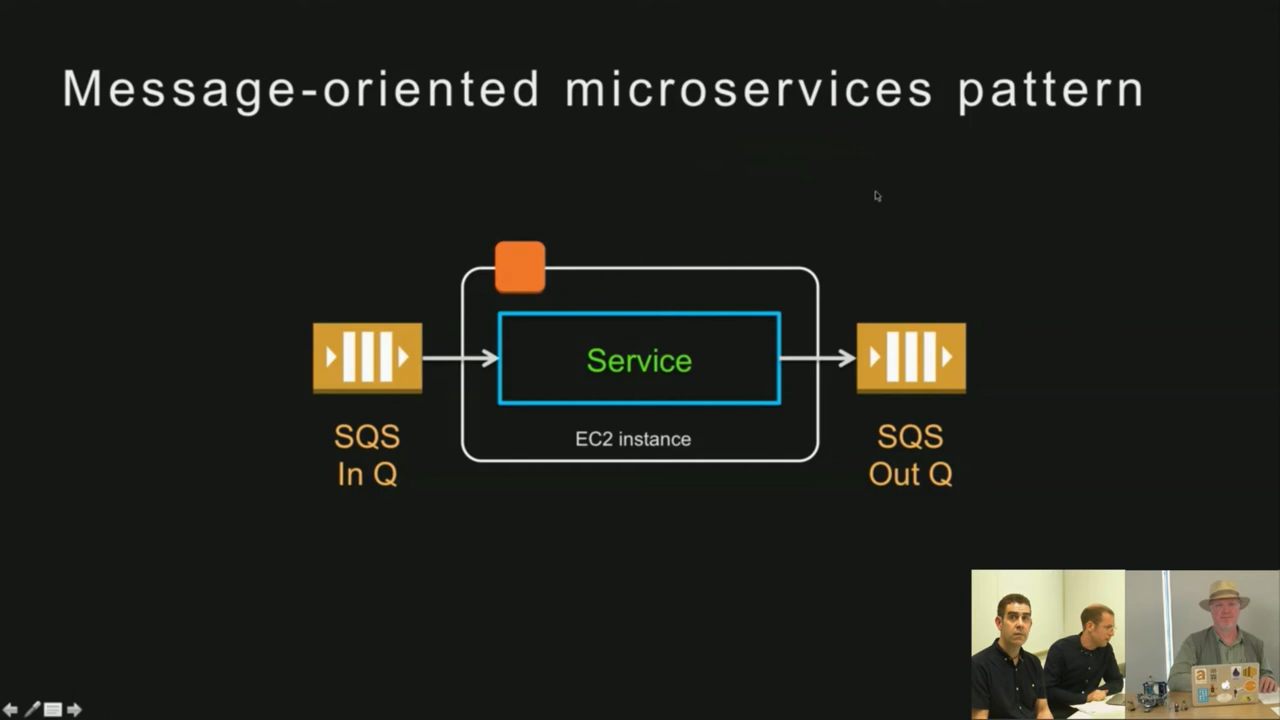 Message-oriented microservices pattern
Service
EC2 instance
SQS
In Q
SQS
Out Q